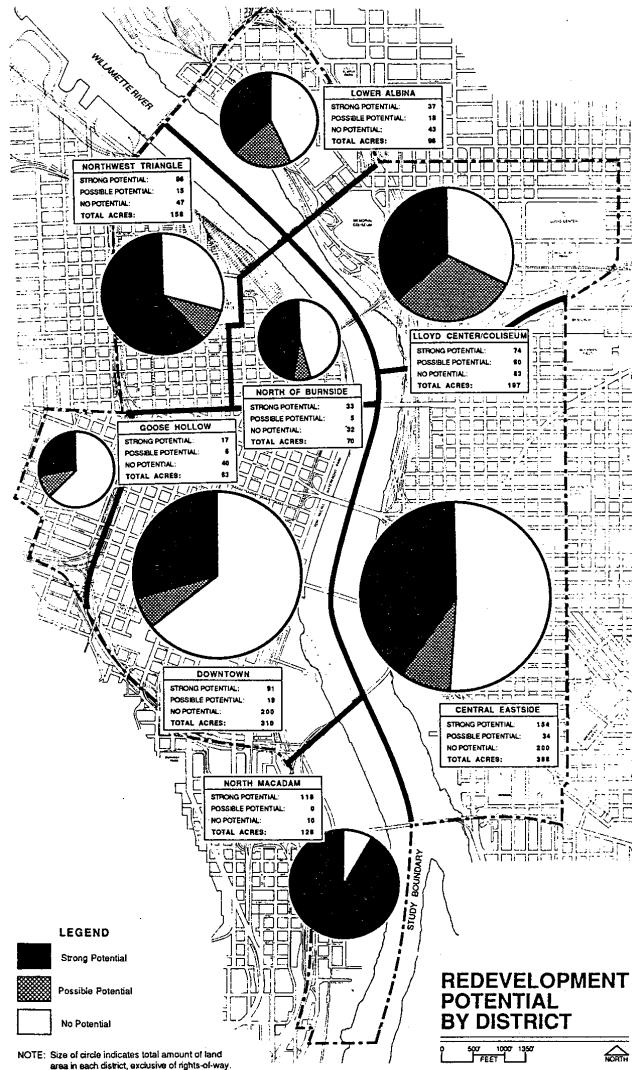 WILLAMETTE RIVER
LOWER ALBINA
STRONG POTENTIAL: 37
POSSIBLE POTENTIAL: 18
NO POTENTIAL: 43
TOTAL ACRES: 98
NORTHWEST TRIANGLE
STRONG POTENTIAL: 96
POSSIBLE POTENTIAL: 15
NO POTENTIAL: 47
TOTAL ACRES: 158
MEMORIAL
COLISEUM
LLOYD CENTER
LLOYD CENTER/COLISEUM
STRONG POTENTIAL: 74
POSSIBLE POTENTIAL: 60
NO POTENTIAL: 63
TOTAL ACRES: 197
NORTH OF BURNSIDE
STRONG POTENTIAL: 33
POSSIBLE POTENTIAL: 5
NO POTENTIAL: 32
TOTAL ACRES: 70
GOOSE HOLLOW
STRONG POTENTIAL: 17
POSSIBLE POTENTIAL: 6
NO POTENTIAL: 40
TOTAL ACRES: 63
DOWNTOWN
STRONG POTENTIAL: 91
POSSIBLE POTENTIAL: 19
NO POTENTIAL: 200
TOTAL ACRES: 310
CENTRAL EASTSIDE
STRONG POTENTIAL: 154
POSSIBLE POTENTIAL: 34
NO POTENTIAL: 200
TOTAL ACRES: 388
NORTH MACADAM
STRONG POTENTIAL: 118
POSSIBLE POTENTIAL: 0
NO POTENTIAL: 10
TOTAL ACRES: 128
STUDY BOUNDARY
LEGEND
Strong Potential
Possible Potential
No Potential
NOTE: Size of circle indicates total amount of land
area in each district, exclusive of rights-of-way.
REDEVELOPMENT
POTENTIAL
BY DISTRICT
0 500' 1000' 1350'
FEET
NORTH